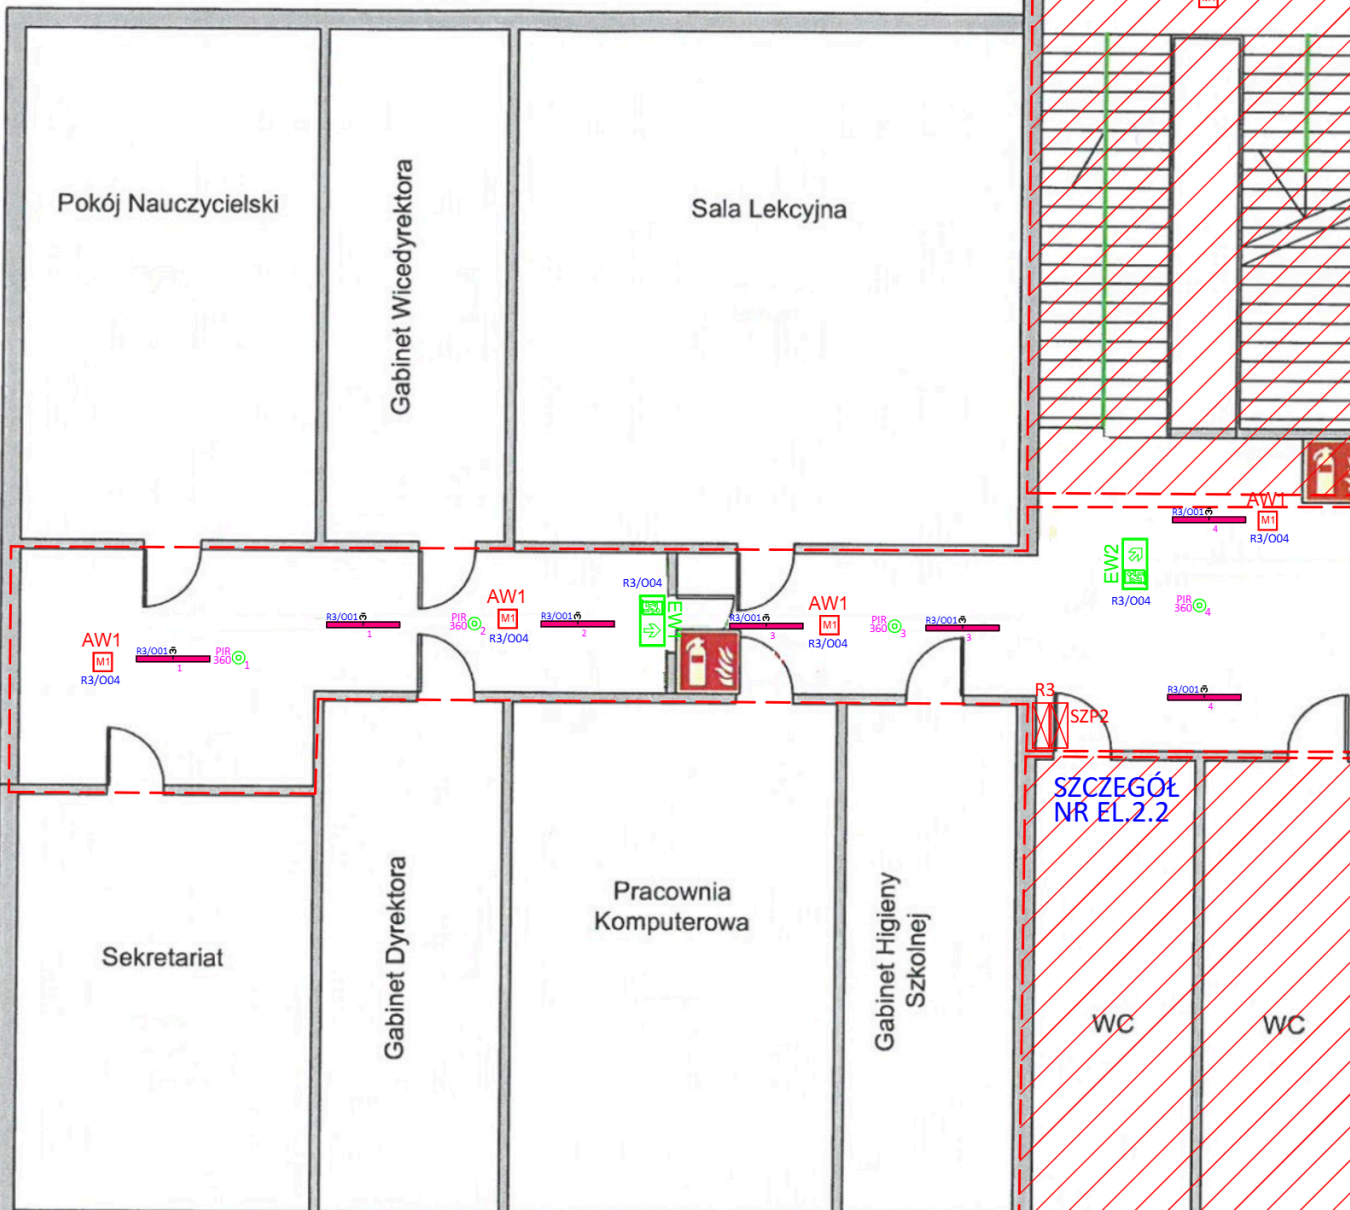 Pokój Nauczycielski
Gabinet Wicedyrektora
Sala Lekcyjna
AW1
M1
R3/O04
R3/O01
4
EW2
R3/O04
PIR
360
4
R3/O01
4
R3/O04
EW1
AW1
M1
R3/O04
R3/O01
2
PIR
360
2
R3/O01
1
AW1
M1
R3/O04
R3/O01
1
PIR
360
1
R3/O01
3
AW1
M1
R3/O04
PIR
360
3
R3/O01
3
R3
SZP2
SZCZEGÓŁ
NR EL.2.2
Sekretariat
Gabinet Dyrektora
Pracownia
Komputerowa
Gabinet Higieny
Szkolnej
WC
WC